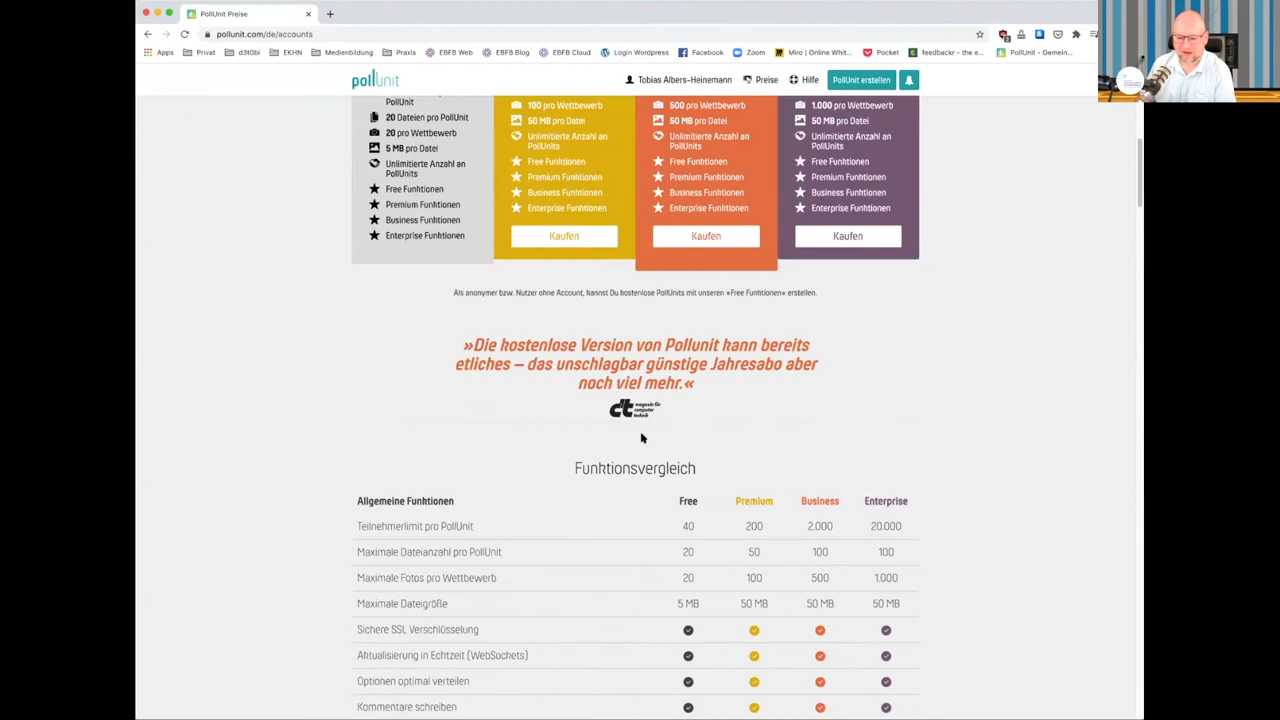 PollUnit Preise
pollunit.com/de/accounts
Apps
Privat
d3t0bi
EKHN
Medienbildung
Praxis
EBFB Web
EBFB Blog
EBFB Cloud
Login Wordpress
Facebook
Zoom
Miro | Online Whit...
Pocket
feedbackr - the e...
PollUnit - Gemein...
pollUnit
Tobias Albers-Heinemann
Preise
Hilfe
PollUnit erstellen
PollUnit
20 Dateien pro PollUnit
20 pro Wettbewerb
5 MB pro Datei
Unlimitierte Anzahl an
PollUnits
Free Funktionen
Premium Funktionen
Business Funktionen
Enterprise Funktionen
100 pro Wettbewerb
50 MB pro Datei
Unlimitierte Anzahl an
PollUnits
Free Funktionen
Premium Funktionen
Business Funktionen
Enterprise Funktionen
Kaufen
500 pro Wettbewerb
50 MB pro Datei
Unlimitierte Anzahl an
PollUnits
Free Funktionen
Premium Funktionen
Business Funktionen
Enterprise Funktionen
Kaufen
1.000 pro Wettbewerb
50 MB pro Datei
Unlimitierte Anzahl an
PollUnits
Free Funktionen
Premium Funktionen
Business Funktionen
Enterprise Funktionen
Kaufen
Als anonymer bzw. Nutzer ohne Account, kannst Du kostenlose PollUnits mit unseren »Free Funktionen« erstellen.
»Die kostenlose Version von Pollunit kann bereits
etliches – das unschlagbar günstige Jahresabo aber
noch viel mehr.«
c't magazin für
computer
technik
Funktionsvergleich
Allgemeine Funktionen Free Premium Business Enterprise
Teilnehmerlimit pro PollUnit 40 200 2.000 20.000
Maximale Dateianzahl pro PollUnit 20 50 100 100
Maximale Fotos pro Wettbewerb 20 100 500 1.000
Maximale Dateigröße 5 MB 50 MB 50 MB 50 MB
Sichere SSL Verschlüsselung
Aktualisierung in Echtzeit (WebSockets)
Optionen optimal verteilen
Kommentare schreiben